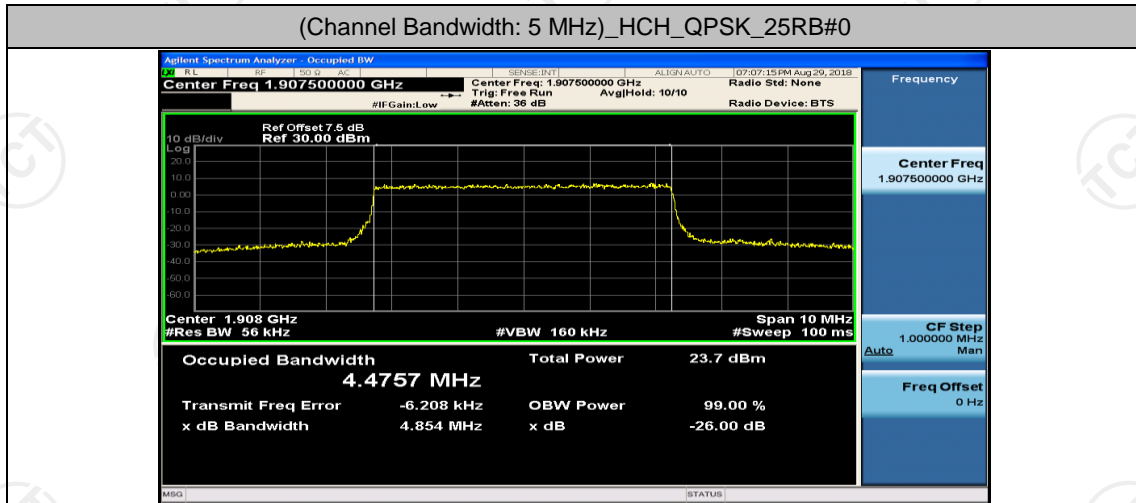 (Channel Bandwidth: 5 MHz)_HCH_QPSK_25RB#0
Agilent Spectrum Analyzer - Occupied BW
LXI RL RF 50 Ω AC SENSE:INT ALIGN AUTO 07:07:15 PM Aug 29, 2018
Center Freq 1.907500000 GHz
Center Freq: 1.907500000 GHz
Radio Std: None
Trig: Free Run Avg|Hold: 10/10
#IFGain:Low #Atten: 36 dB Radio Device: BTS
Frequency
Ref Offset 7.5 dB
10 dB/div Ref 30.00 dBm
Log
20.0
10.0
0.00
-10.0
-20.0
-30.0
-40.0
-50.0
-60.0
Center Freq
1.907500000 GHz
Center 1.908 GHz Span 10 MHz
#Res BW 56 kHz #VBW 160 kHz #Sweep 100 ms
CF Step
1.000000 MHz
Auto Man
Occupied Bandwidth Total Power 23.7 dBm
4.4757 MHz
Transmit Freq Error -6.208 kHz OBW Power 99.00 %
x dB Bandwidth 4.854 MHz x dB -26.00 dB
Freq Offset
0 Hz
MSG STATUS
TCT